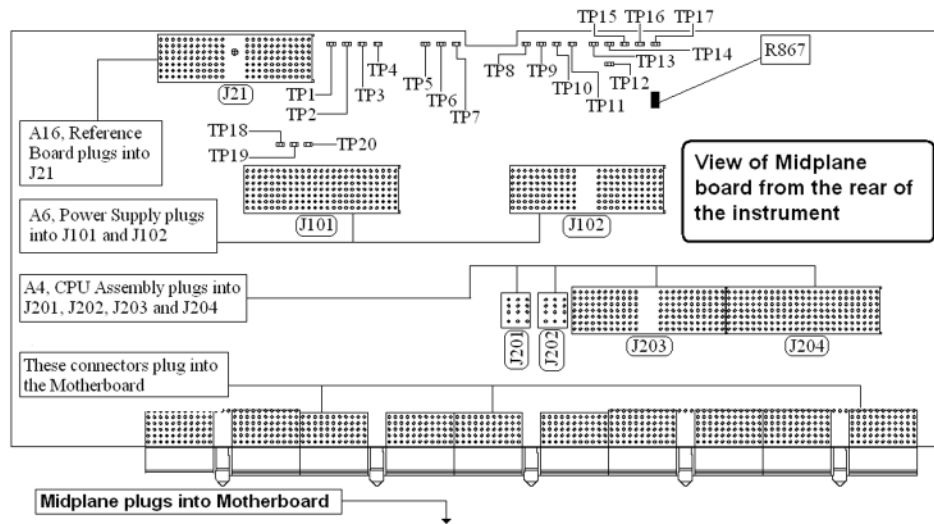 TP15 TP16 TP17
J21
TP1
TP2
TP3
TP4
TP5
TP6
TP7
TP8
TP9
TP10
TP11
TP12
TP13
TP14
R867
A16, Reference
Board plugs into
J21
TP18
TP19
TP20
View of Midplane
board from the rear of
the instrument
A6, Power Supply plugs
into J101 and J102
J101
J102
A4, CPU Assembly plugs into
J201, J202, J203 and J204
J201
J202
J203
J204
These connectors plug into
the Motherboard
Midplane plugs into Motherboard